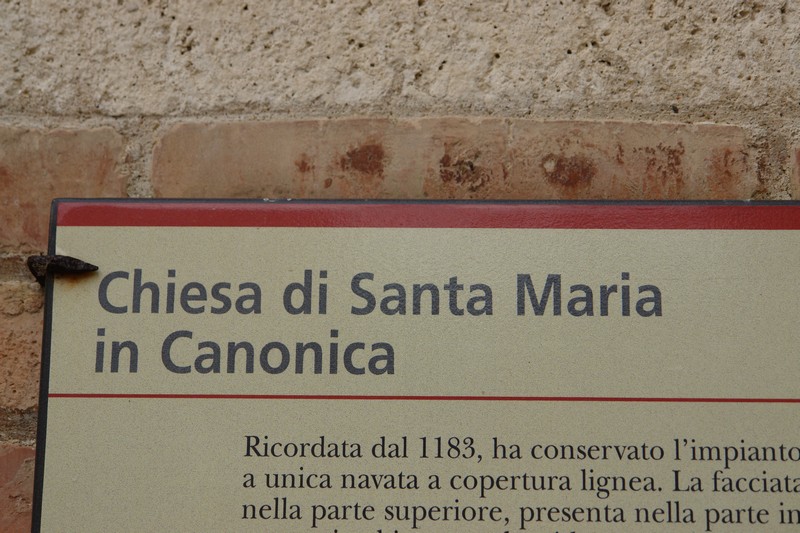 Chiesa di Santa Maria
in Canonica
Ricordata dal 1183, ha conservato l'impianto
a unica navata a copertura lignea. La facciata
nella parte superiore, presenta nella parte in